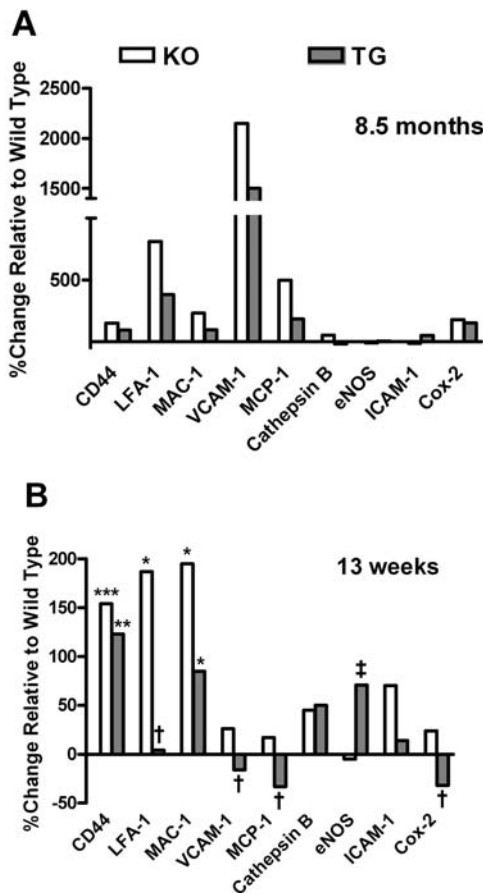 A
KO TG
8.5 months
%Change Relative to Wild Type
2500
2000
1500
500
CD44
LFA-1
MAC-1
VCAM-1
MCP-1
Cathepsin B
eNOS
ICAM-1
Cox-2
B
13 weeks
%Change Relative to Wild Type
200
150
100
50
0
-50
***
**
*
†
*
*
†
†
‡
†
CD44
LFA-1
MAC-1
VCAM-1
MCP-1
Cathepsin B
eNOS
ICAM-1
Cox-2